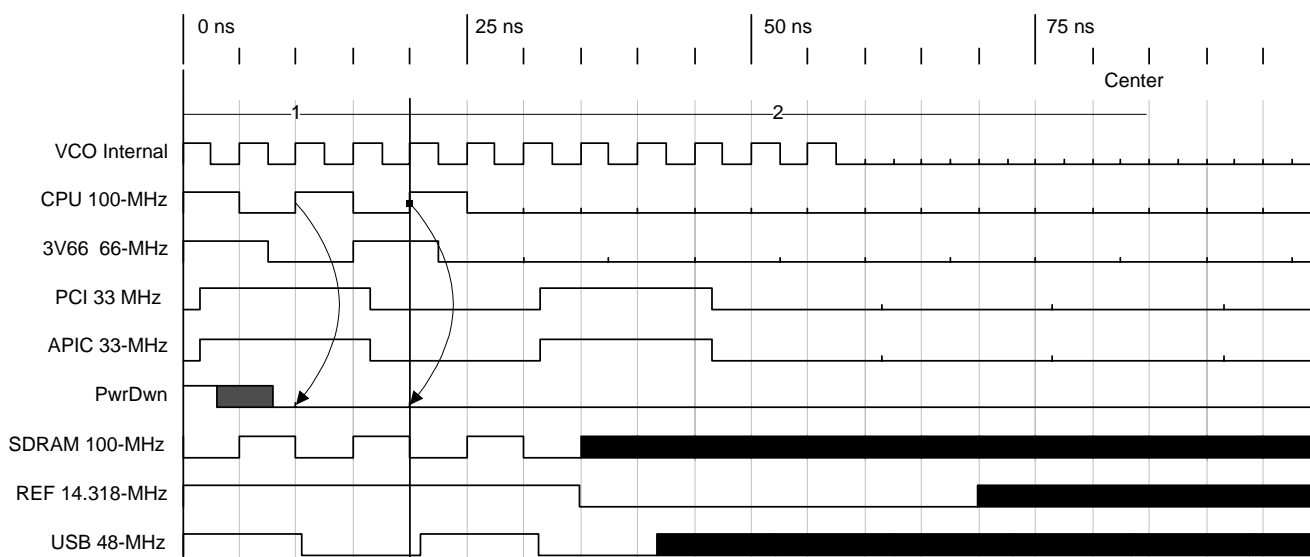 0 ns 25 ns 50 ns 75 ns
Center
1 2
VCO Internal
CPU 100-MHz
3V66 66-MHz
PCI 33 MHz
APIC 33-MHz
PwrDwn
SDRAM 100-MHz
REF 14.318-MHz
USB 48-MHz